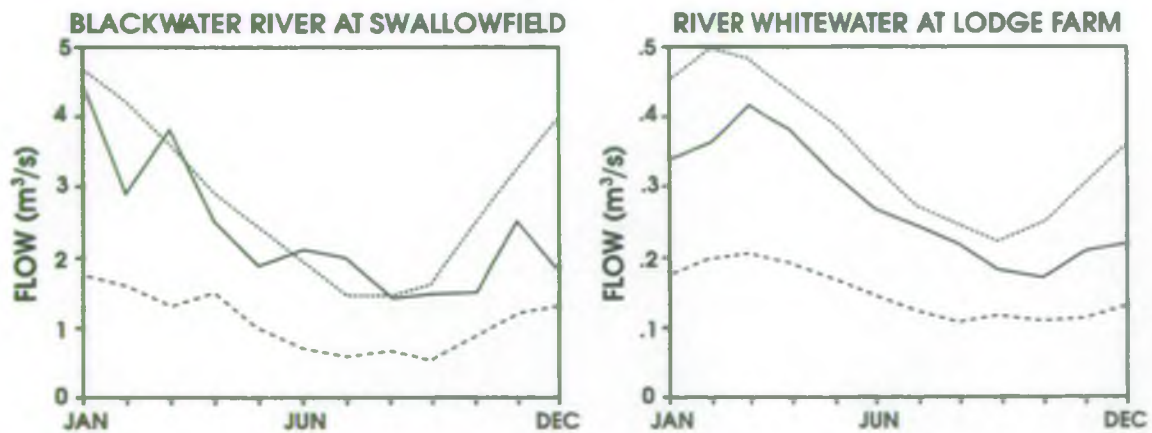 BLACKWATER RIVER AT SWALLOWFIELD
FLOW (m³/s)
5
4
3
2
1
0
JAN
JUN
DEC
RIVER WHITEWATER AT LODGE FARM
FLOW (m³/s)
.5
.4
.3
.2
.1
0
JAN
JUN
DEC